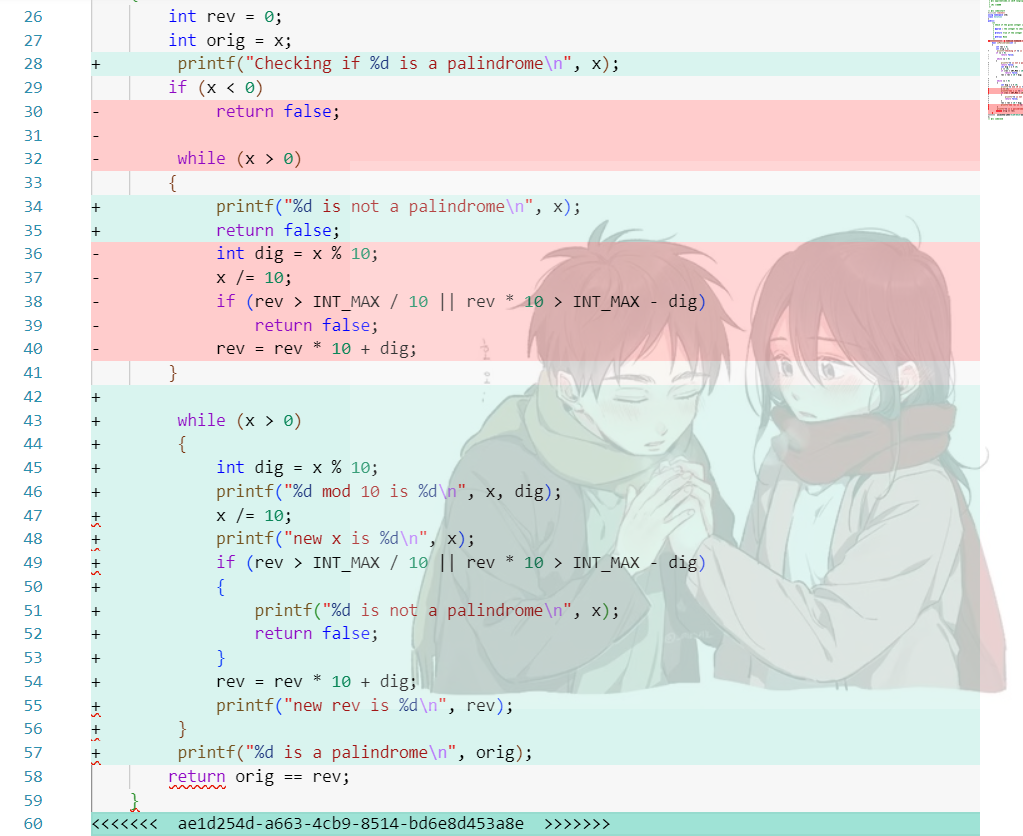 {
26 int rev = 0;
27 int orig = x;
28 + printf("Checking if %d is a palindrome\n", x);
29 if (x < 0)
30 - return false;
31 -
32 - while (x > 0)
33 {
34 + printf("%d is not a palindrome\n", x);
35 + return false;
36 - int dig = x % 10;
37 - x /= 10;
38 - if (rev > INT_MAX / 10 || rev * 10 > INT_MAX - dig)
39 - return false;
40 - rev = rev * 10 + dig;
41 }
42 +
43 + while (x > 0)
44 + {
45 + int dig = x % 10;
46 + printf("%d mod 10 is %d\n", x, dig);
47 + x /= 10;
48 + printf("new x is %d\n", x);
49 + if (rev > INT_MAX / 10 || rev * 10 > INT_MAX - dig)
50 + {
51 + printf("%d is not a palindrome\n", x);
52 + return false;
53 + }
54 + rev = rev * 10 + dig;
55 + printf("new rev is %d\n", rev);
56 + }
57 + printf("%d is a palindrome\n", orig);
58 return orig == rev;
59 }
60 <<<<<<< ae1d254d-a663-4cb9-8514-bd6e8d453a8e >>>>>>>